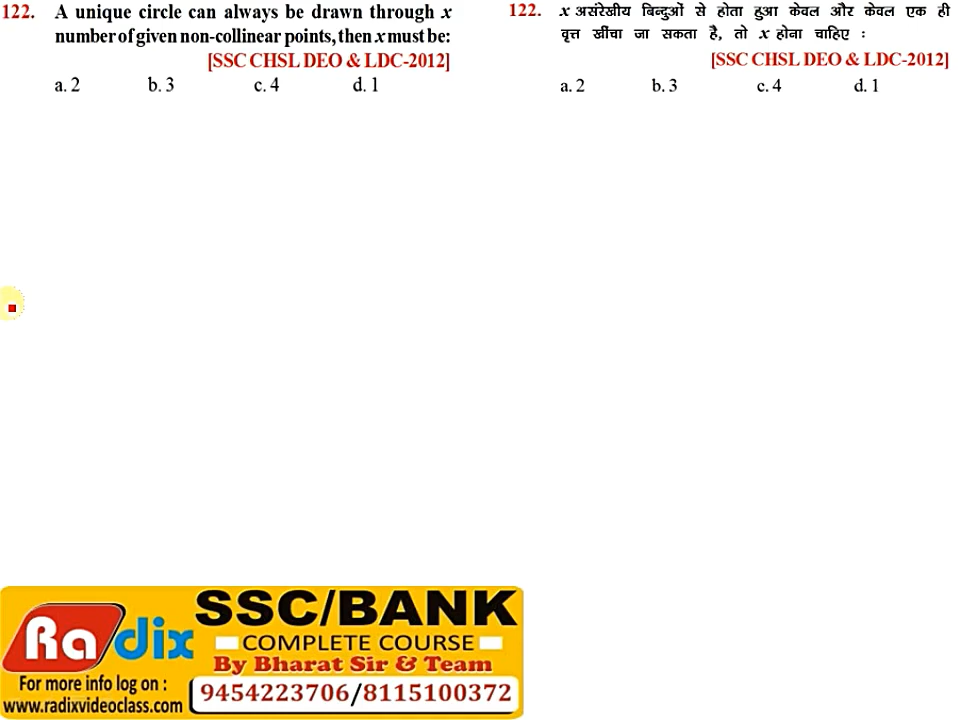 122. A unique circle can always be drawn through x
number of given non-collinear points, then x must be:
[SSC CHSL DEO & LDC-2012]
a. 2 b. 3 c. 4 d. 1
122. x असंरेखीय बिन्दुओं से होता हुआ केवल और केवल एक ही
वृत्त खींचा जा सकता है, तो x होना चाहिए :
[SSC CHSL DEO & LDC-2012]
a. 2 b. 3 c. 4 d. 1
Radix
For more info log on :
www.radixvideoclass.com
SSC/BANK
COMPLETE COURSE
By Bharat Sir & Team
9454223706/8115100372